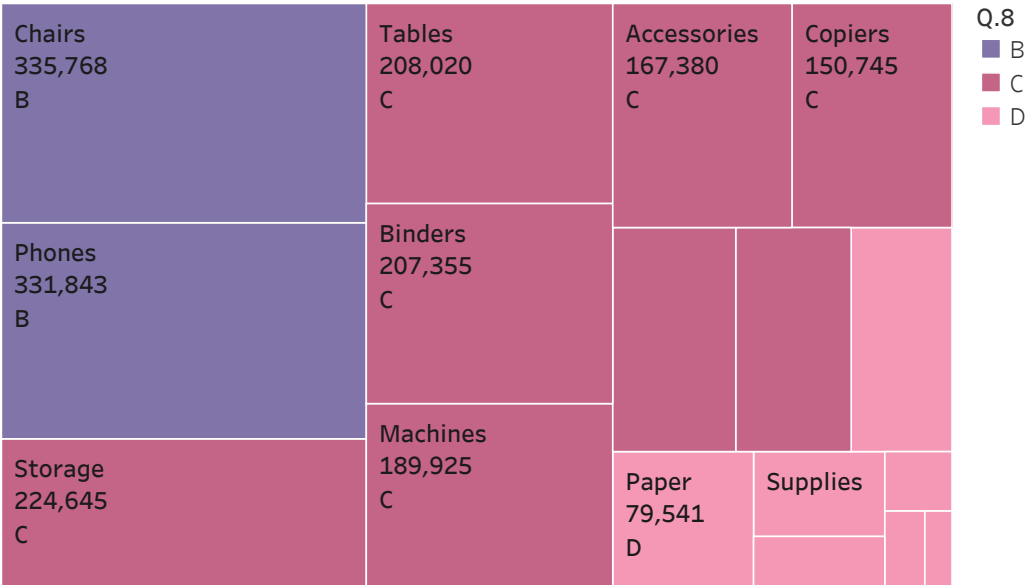 Chairs
335,768
B
Phones
331,843
B
Storage
224,645
C
Tables
208,020
C
Binders
207,355
C
Machines
189,925
C
Accessories
167,380
C
Copiers
150,745
C
Paper
79,541
D
Supplies
Q.8
B
C
D